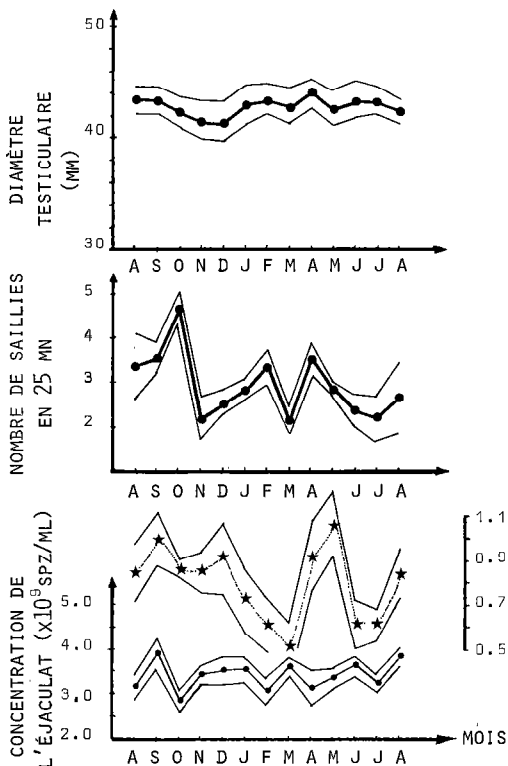 50
40
30
DIAMÈTRE
TESTICULAIRE
(MM)
A S O N D J F M A M J J A
5
4
3
2
NOMBRE DE SAILLIES
EN 25 MN
A S O N D J F M A M J J A
1.1
0.9
0.7
0.5
5.0
4.0
3.0
2.0
CONCENTRATION DE
L'ÉJACULAT (x10⁹SPZ/ML)
MOIS
A S O N D J F M A M J J A